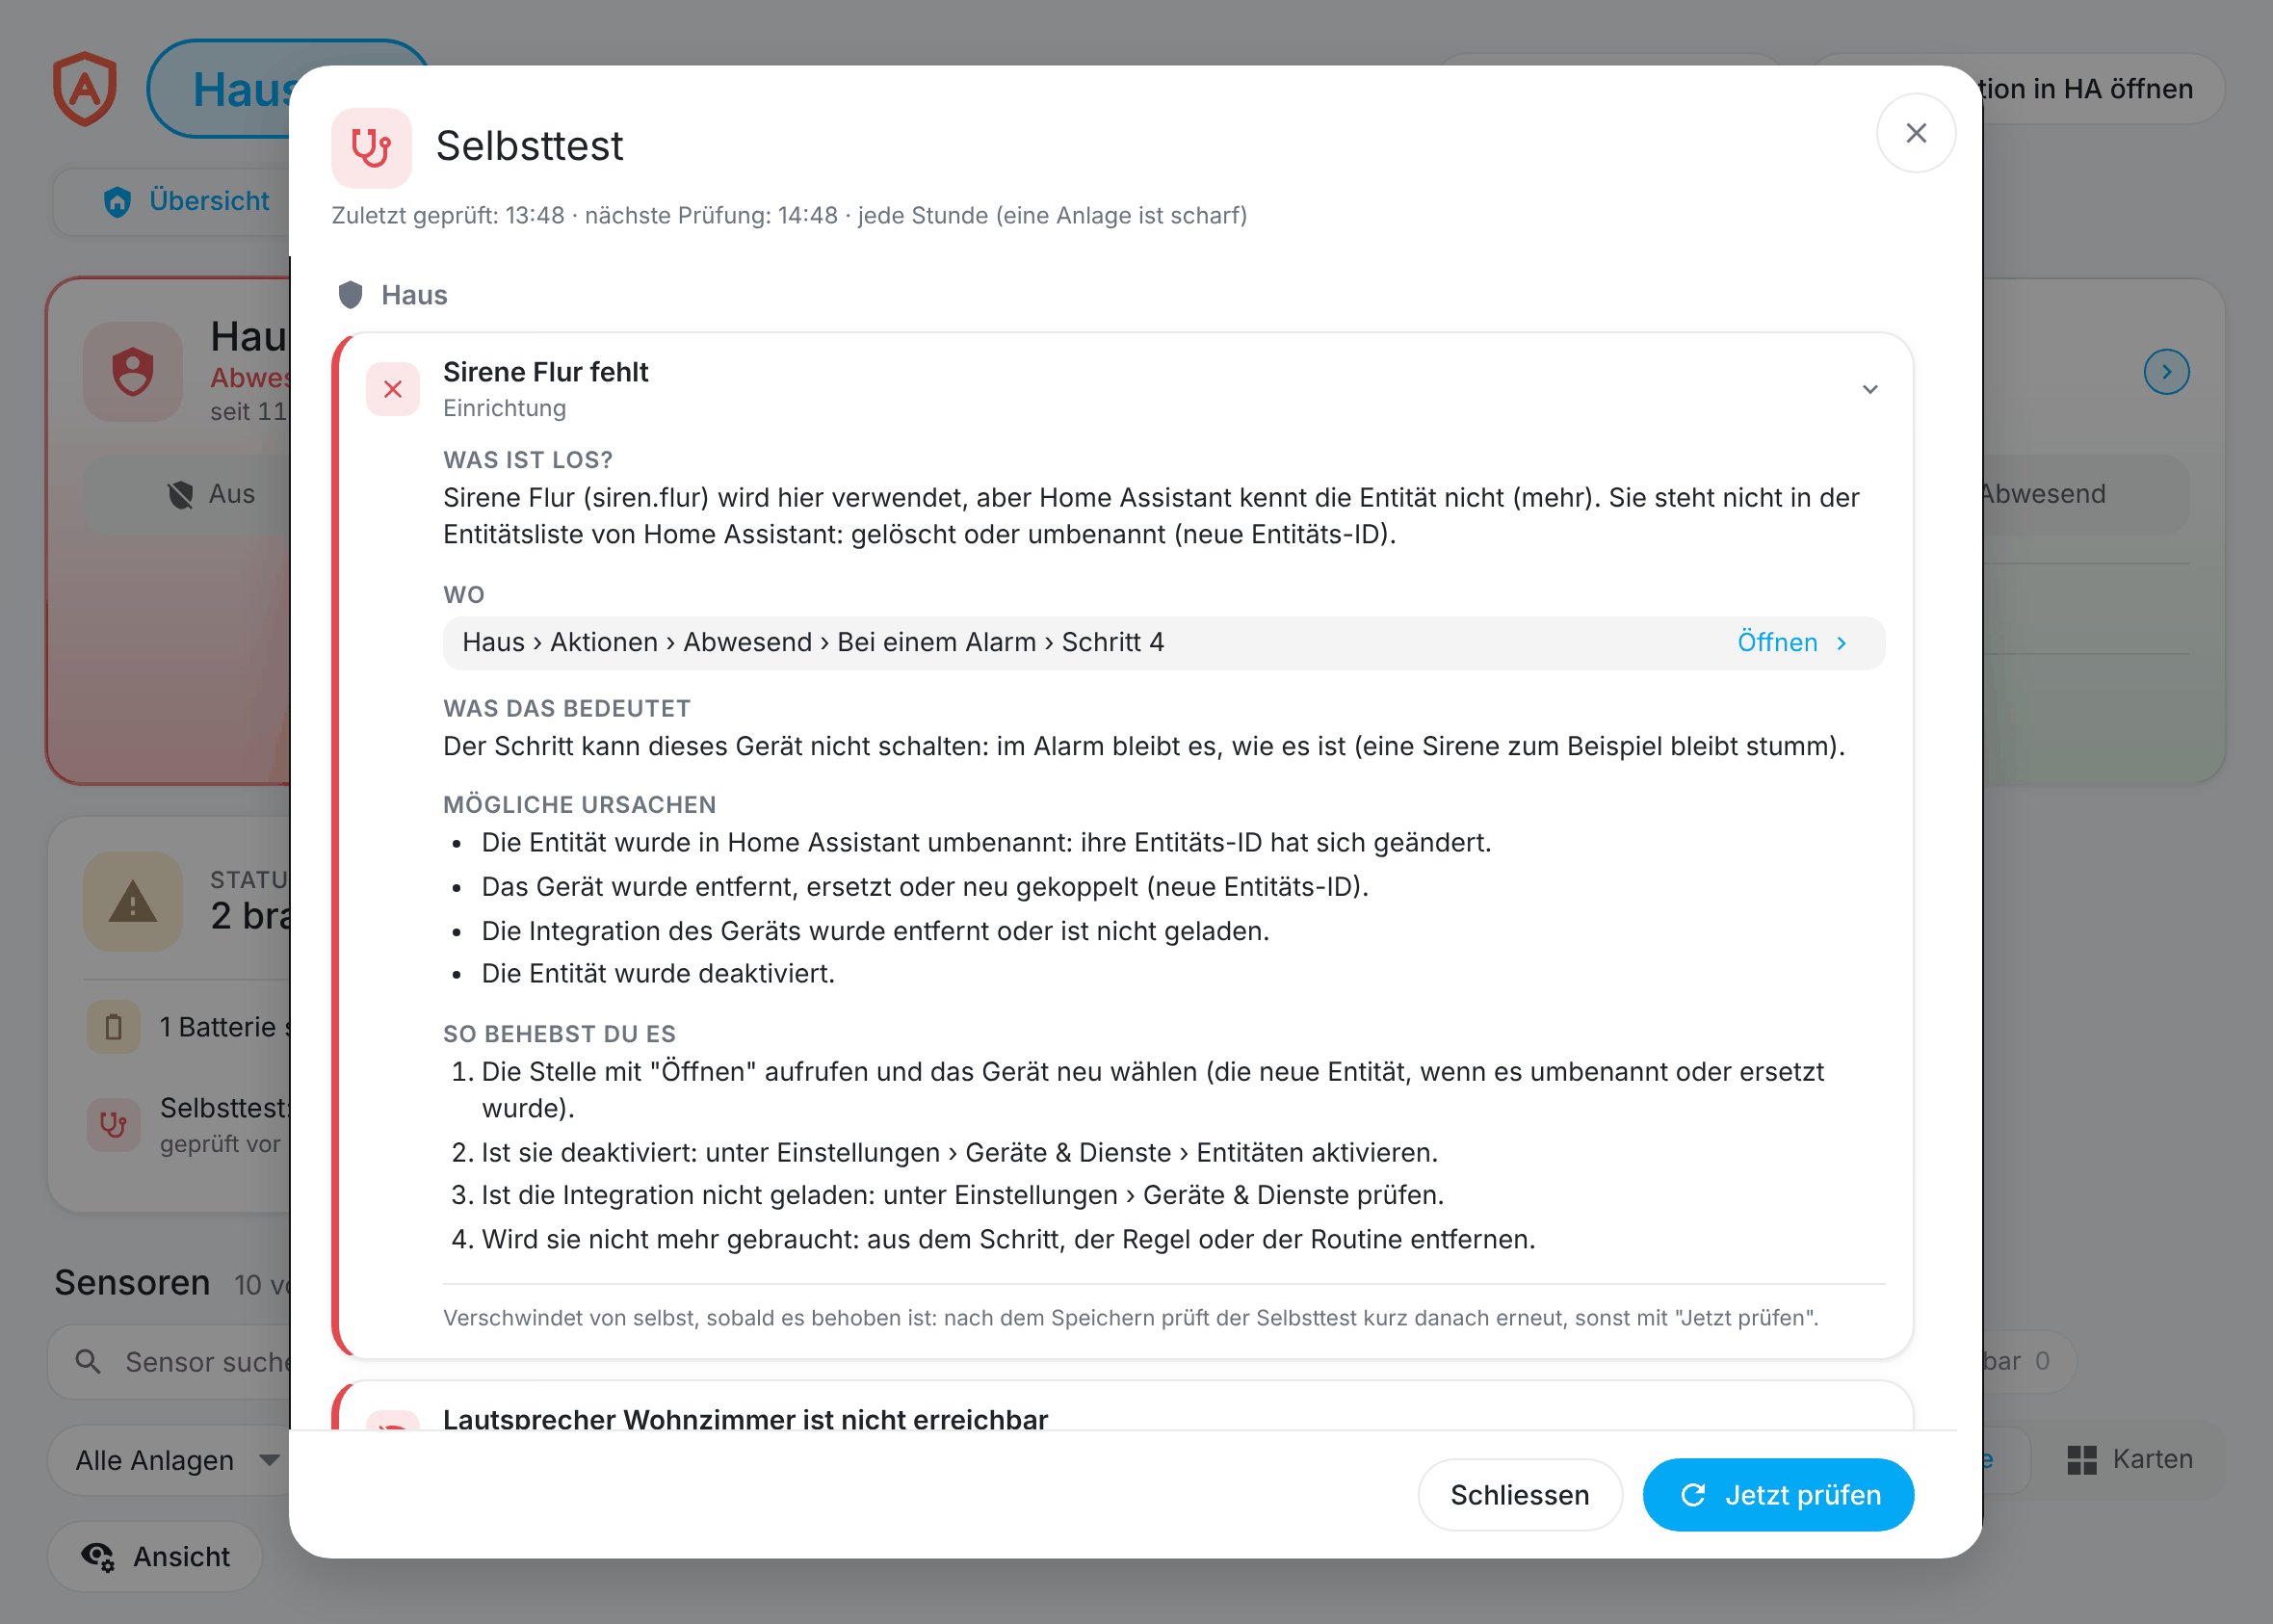 Haus
tion in HA öffnen
Übersicht
Selbsttest
Zuletzt geprüft: 13:48 · nächste Prüfung: 14:48 · jede Stunde (eine Anlage ist scharf)
Haus
seit 11
Aus
Abwesend
Sirene Flur fehlt
Einrichtung
WAS IST LOS?
Sirene Flur (siren.flur) wird hier verwendet, aber Home Assistant kennt die Entität nicht (mehr). Sie steht nicht in der
Entitätsliste von Home Assistant: gelöscht oder umbenannt (neue Entitäts-ID).
WO
Haus › Aktionen › Abwesend › Bei einem Alarm › Schritt 4
Öffnen
WAS DAS BEDEUTET
Der Schritt kann dieses Gerät nicht schalten: im Alarm bleibt es, wie es ist (eine Sirene zum Beispiel bleibt stumm).
MÖGLICHE URSACHEN
• Die Entität wurde in Home Assistant umbenannt: ihre Entitäts-ID hat sich geändert.
• Das Gerät wurde entfernt, ersetzt oder neu gekoppelt (neue Entitäts-ID).
• Die Integration des Geräts wurde entfernt oder ist nicht geladen.
• Die Entität wurde deaktiviert.
SO BEHEBST DU ES
1. Die Stelle mit "Öffnen" aufrufen und das Gerät neu wählen (die neue Entität, wenn es umbenannt oder ersetzt
wurde).
2. Ist sie deaktiviert: unter Einstellungen › Geräte & Dienste › Entitäten aktivieren.
3. Ist die Integration nicht geladen: unter Einstellungen › Geräte & Dienste prüfen.
4. Wird sie nicht mehr gebraucht: aus dem Schritt, der Regel oder der Routine entfernen.
Verschwindet von selbst, sobald es behoben ist: nach dem Speichern prüft der Selbsttest kurz danach erneut, sonst mit "Jetzt prüfen".
Lautsprecher Wohnzimmer ist nicht erreichbar
Schliessen
Jetzt prüfen
STATU
2 bra
1 Batterie
Selbsttest:
geprüft vor
Sensoren
10
Sensor suche
bar 0
Alle Anlagen
Karten
Ansicht